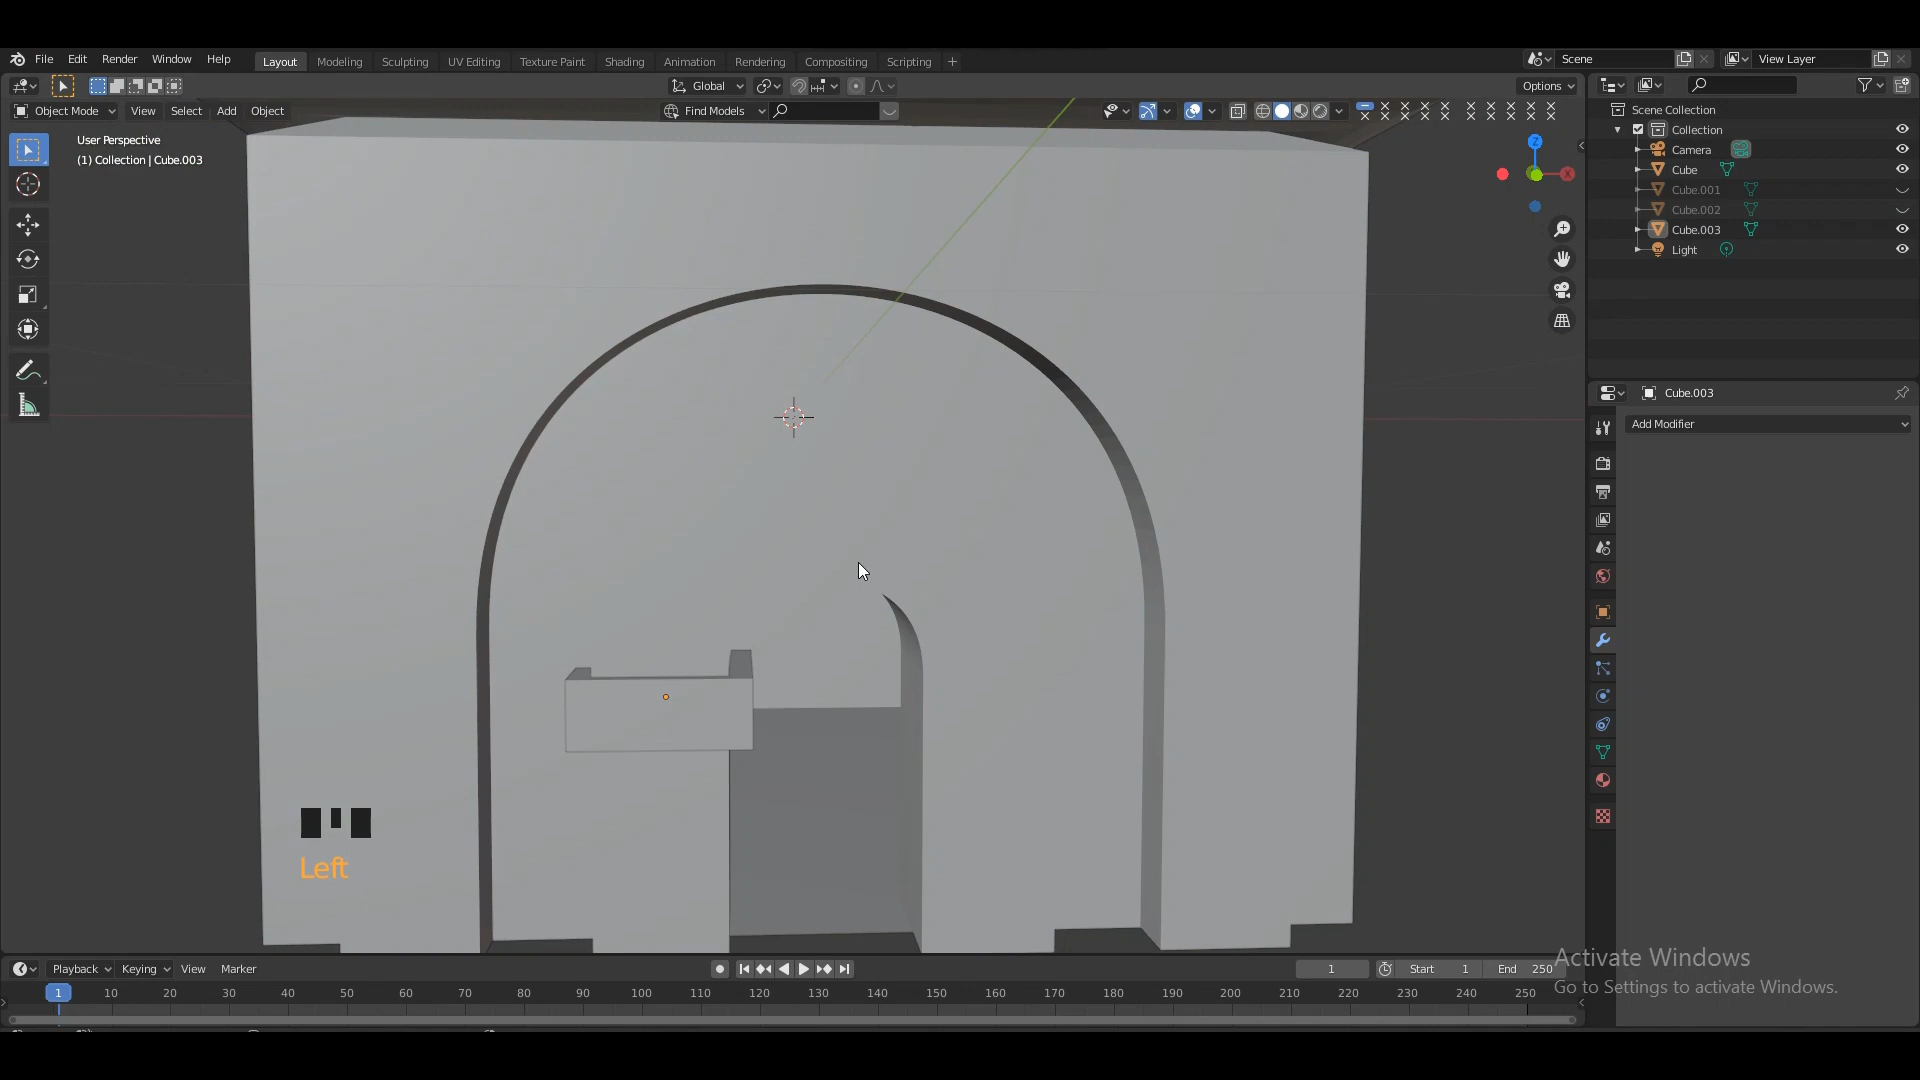 File Edit Render Window Help Layout Modeling Sculpting UV Editing Texture Paint Shading Animation Rendering Compositing Scripting + Scene View Layer
Global Options
Object Mode View Select Add Object Find Models
User Perspective
(1) Collection | Cube.003
Z
X
Scene Collection
Collection
Camera
Cube
Cube.001
Cube.002
Cube.003
Light
Cube.003
Add Modifier
Left
Activate Windows
Go to Settings to activate Windows.
Playback Keying View Marker 1 Start 1 End 250
1 10 20 30 40 50 60 70 80 90 100 110 120 130 140 150 160 170 180 190 200 210 220 230 240 250